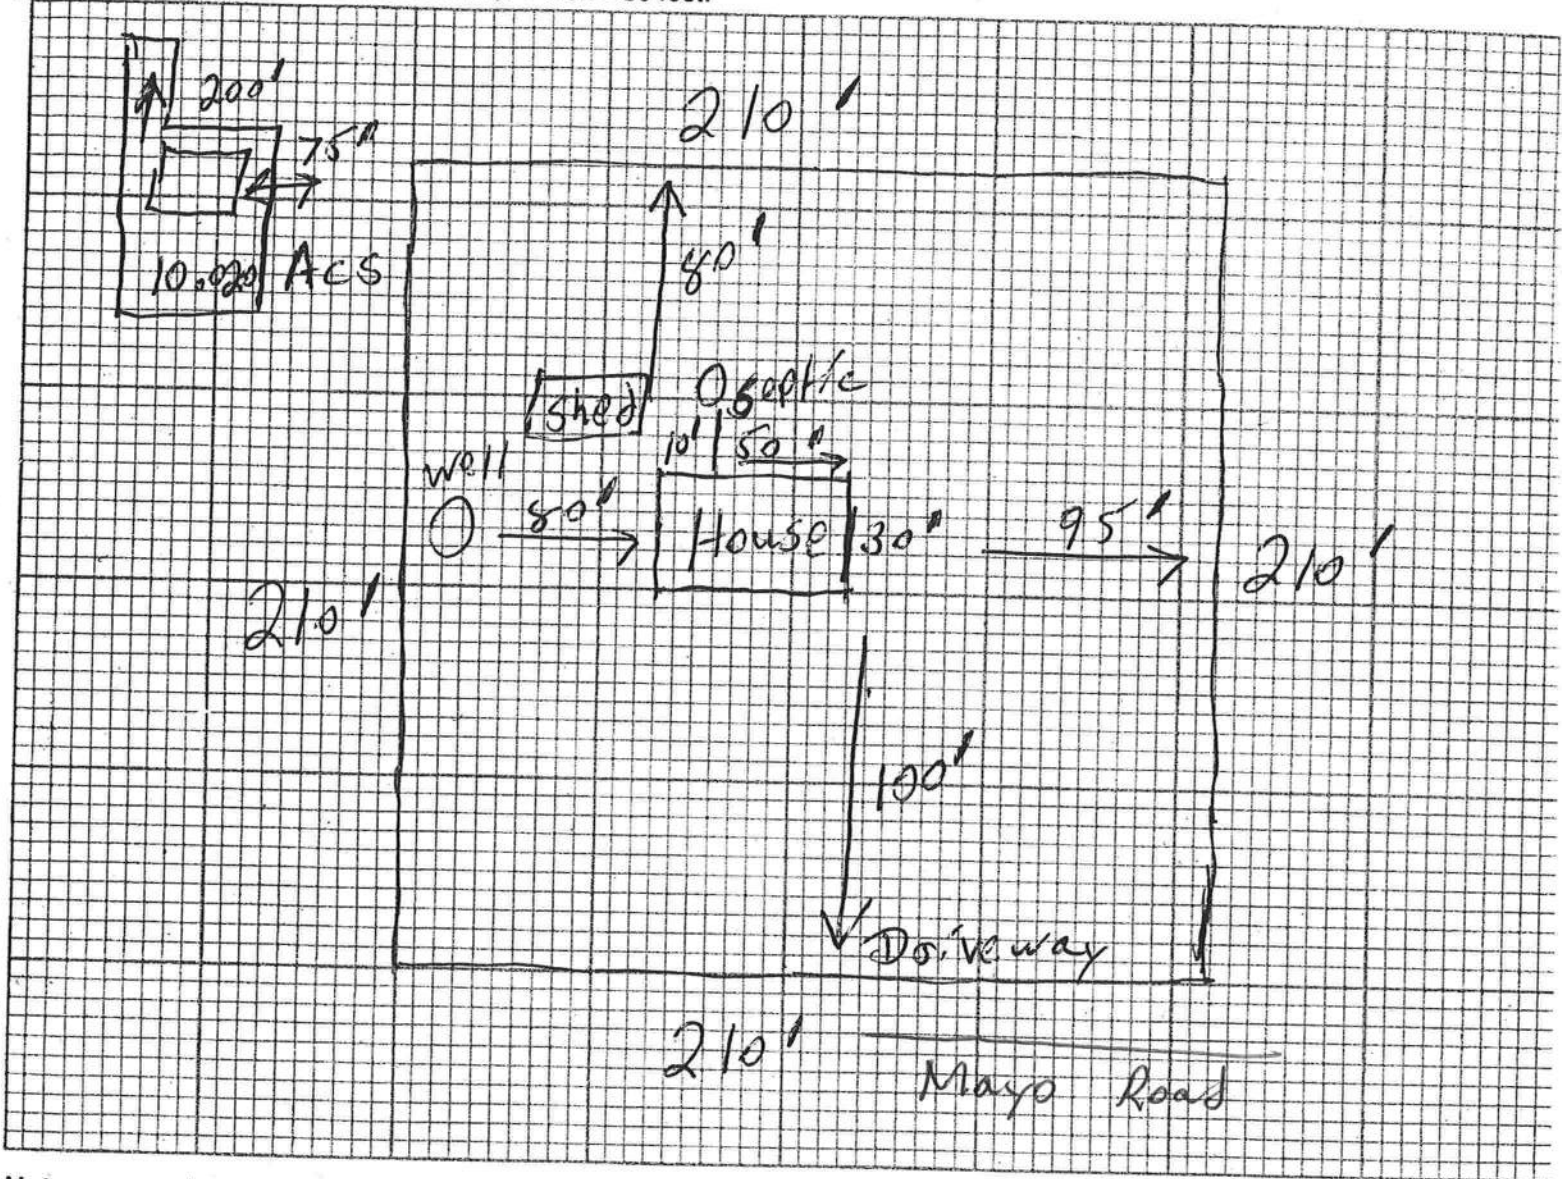 200'
75"
10.020 Acs
210'
80'
shed
Septic
10' 50"
well
80'
House
30"
95'
210'
210'
100'
Driveway
210'
Mayo Road